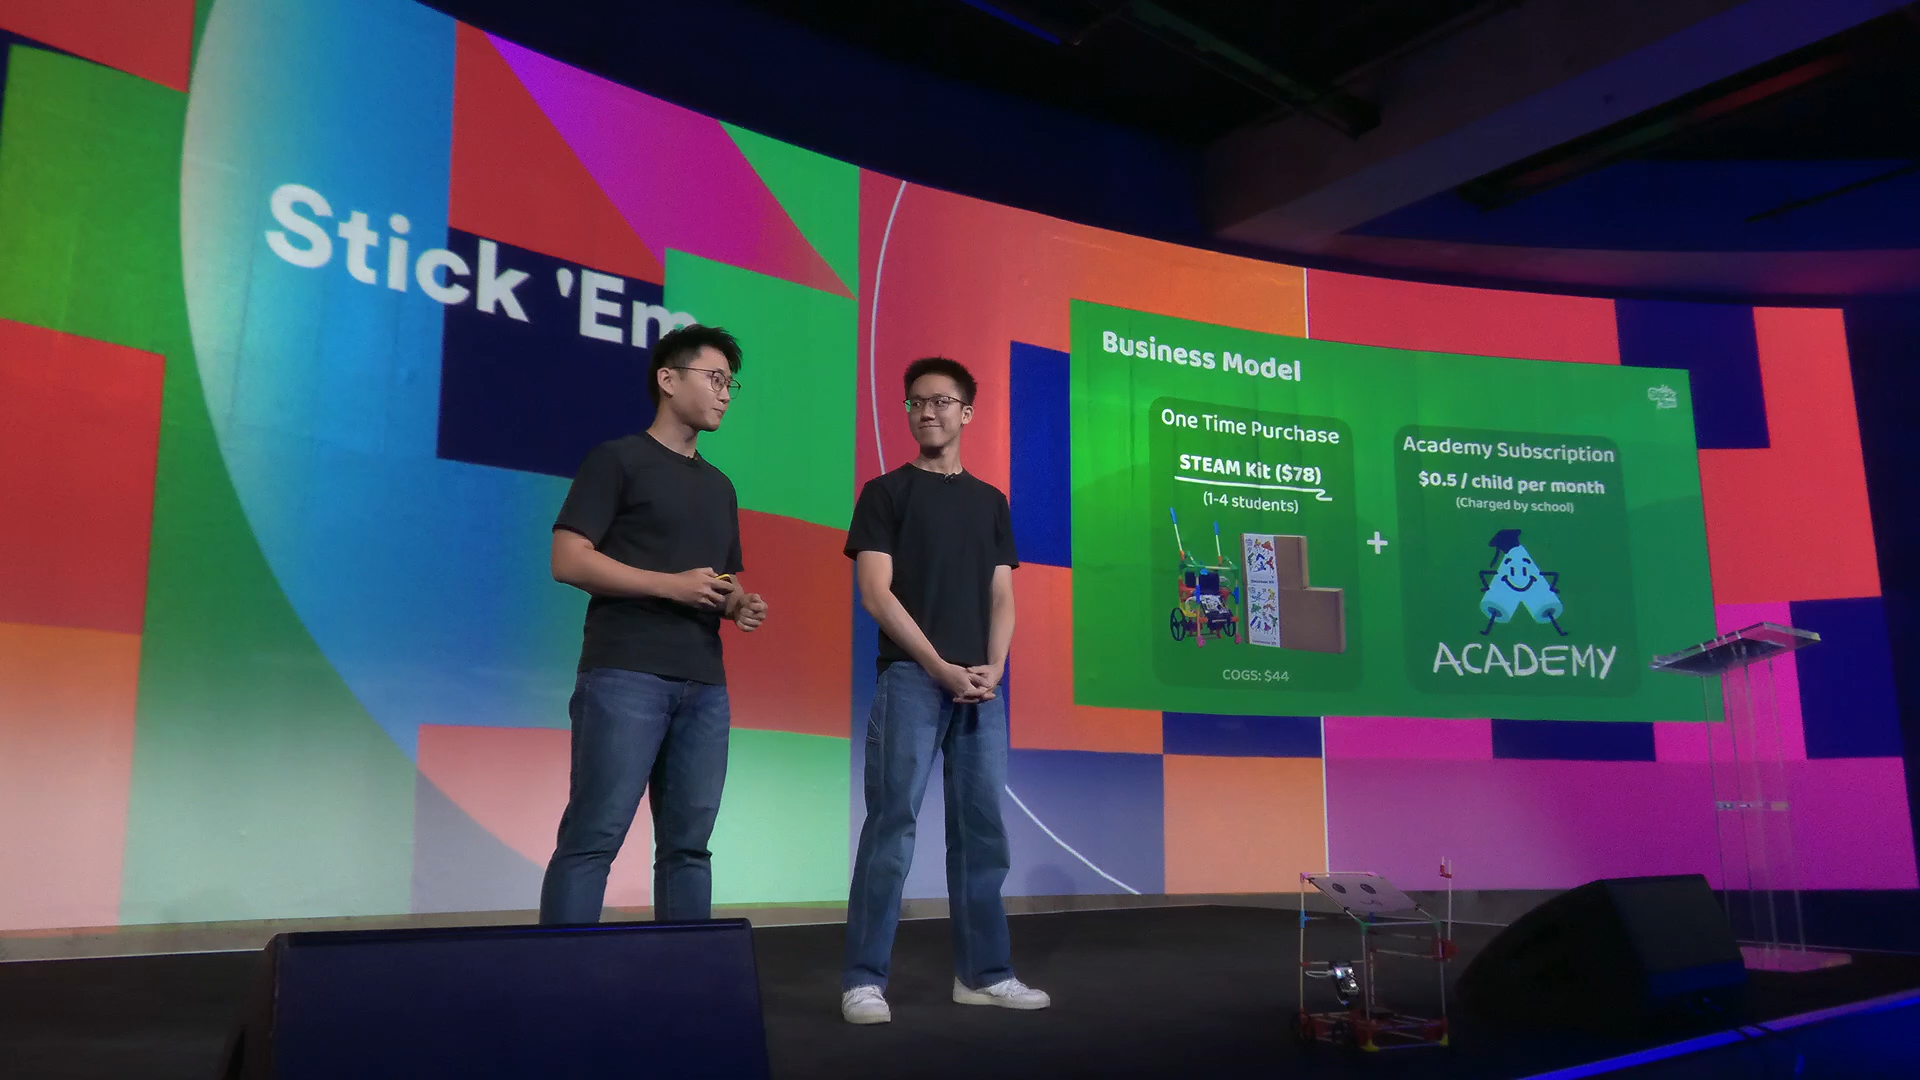 Stick 'Em
Business Model
One Time Purchase
STEAM Kit ($78)
(1-4 students)
COGS: $44
+
Academy Subscription
$0.5 / child per month
(Charged by school)
ACADEMY